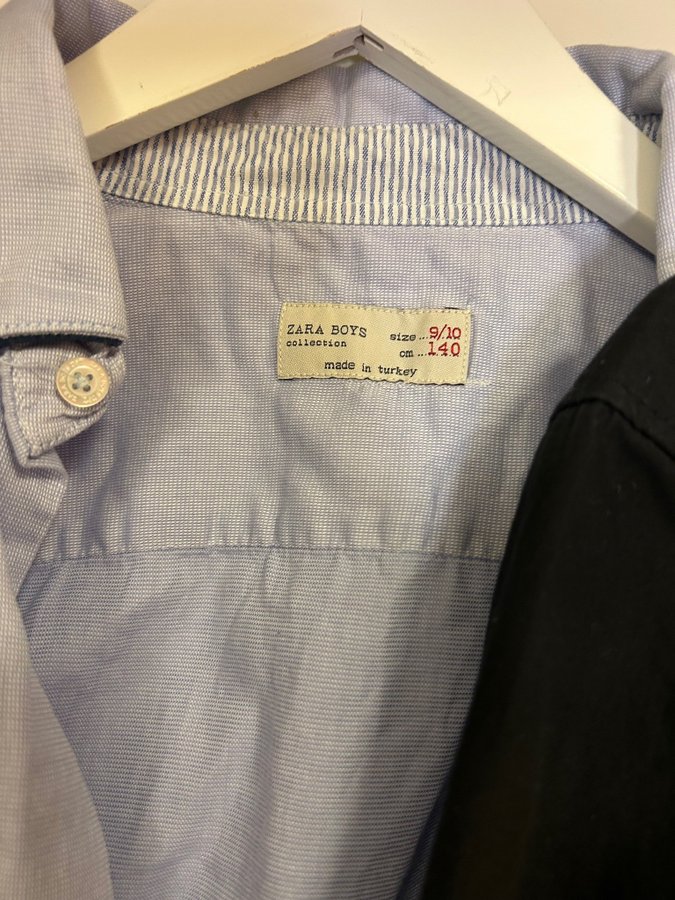 ZARA BOYS
collection
size ...9/10
cm ...140
made in turkey